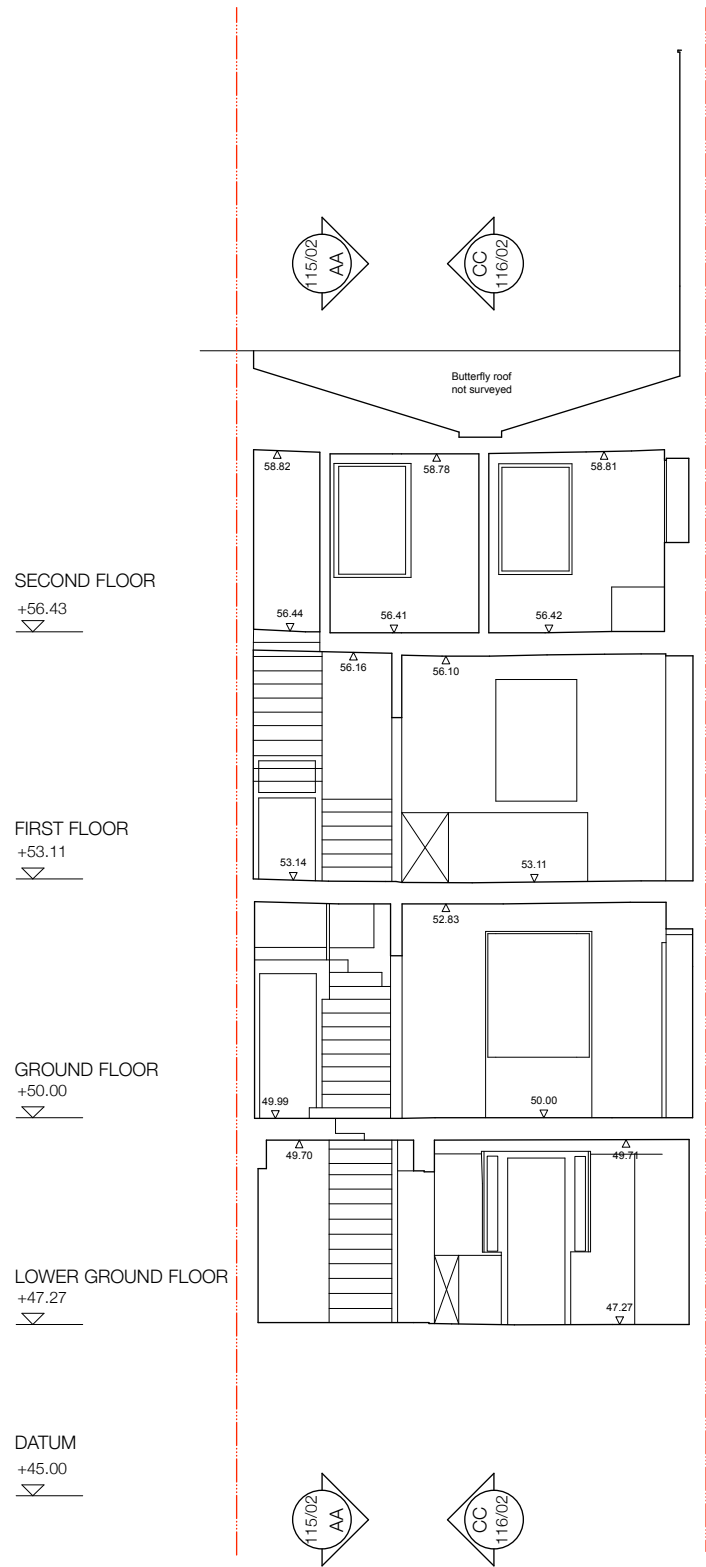 115/02
AA
CC
116/02
Butterfly roof
not surveyed
58.82
58.78
58.81
SECOND FLOOR
+56.43
56.44
56.41
56.42
56.16
56.10
FIRST FLOOR
+53.11
53.14
53.11
52.83
GROUND FLOOR
+50.00
49.99
50.00
49.70
49.71
LOWER GROUND FLOOR
+47.27
47.27
DATUM
+45.00
115/02
AA
CC
116/02